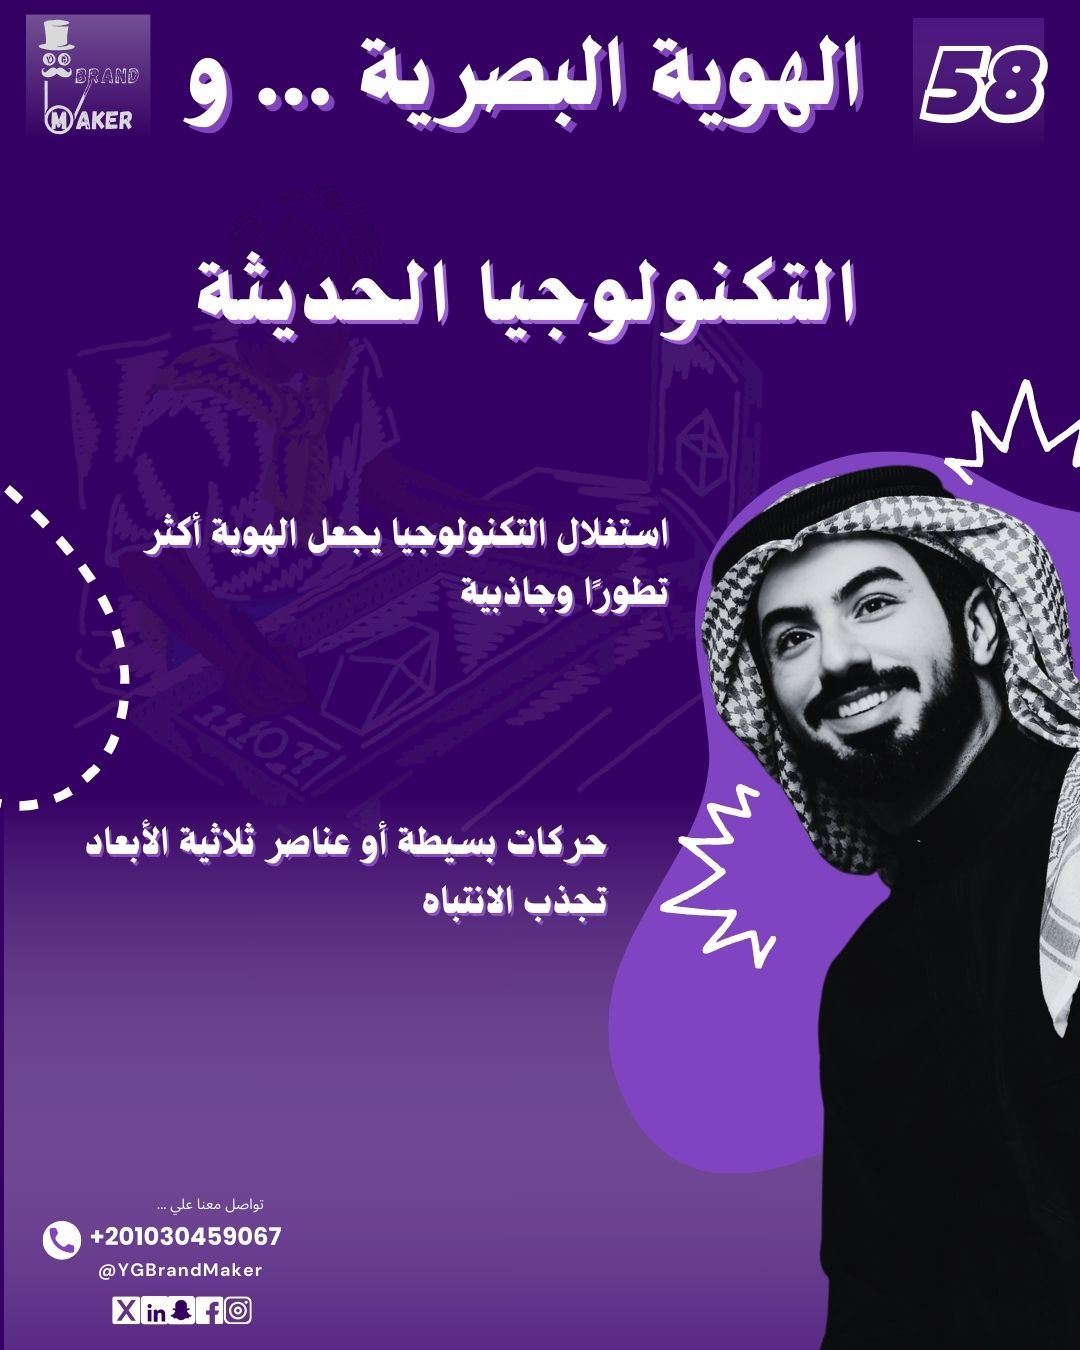 58
الهوية البصرية ... و
BRAND
MAKER
التكنولوجيا الحديثة
استغلال التكنولوجيا يجعل الهوية أكثر
تطورًا وجاذبية
حركات بسيطة أو عناصر ثلاثية الأبعاد
تجذب الانتباه
تواصل معنا علي ...
+201030459067
@YGBrandMaker